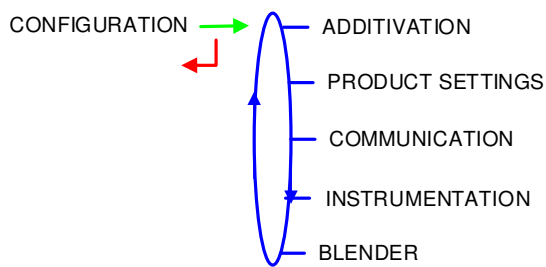 CONFIGURATION
ADDITIVATION
PRODUCT SETTINGS
COMMUNICATION
INSTRUMENTATION
BLENDER